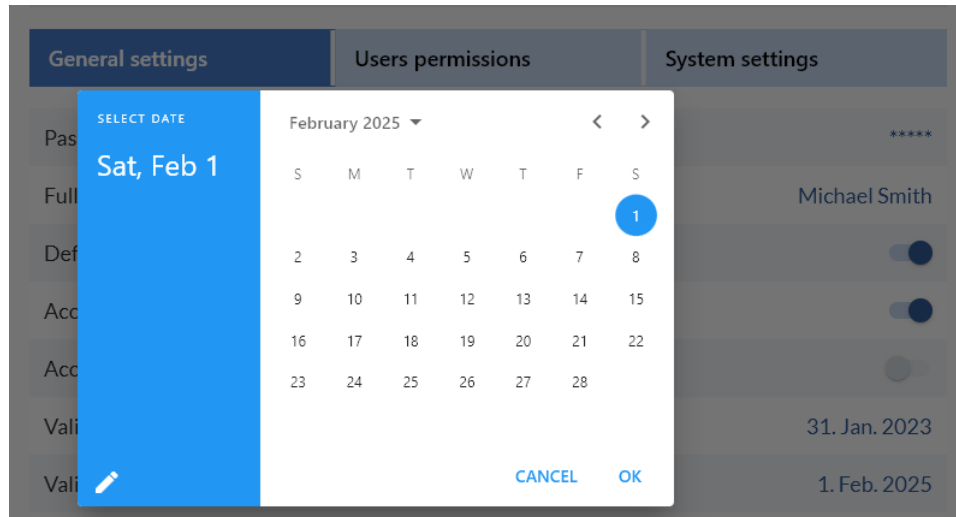 General settings Users permissions System settings
SELECT DATE
Sat, Feb 1
February 2025
S M T W T F S
1
2 3 4 5 6 7 8
9 10 11 12 13 14 15
16 17 18 19 20 21 22
23 24 25 26 27 28
CANCEL OK
Pas *****
Full Michael Smith
Def
Acc
Acc
Vali 31. Jan. 2023
Vali 1. Feb. 2025